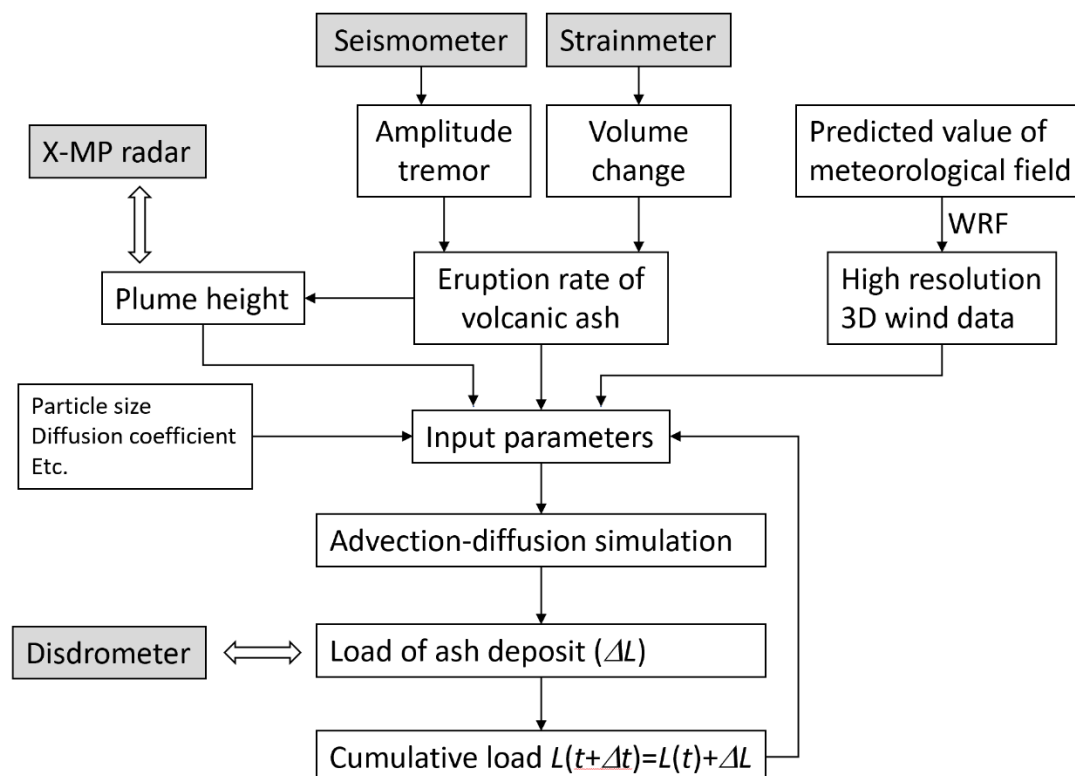 Seismometer
Strainmeter
Amplitude
tremor
Volume
change
Predicted value of
meteorological field
X-MP radar
WRF
Plume height
Eruption rate of
volcanic ash
High resolution
3D wind data
Particle size
Diffusion coefficient
Etc.
Input parameters
Advection-diffusion simulation
Disdrometer
Load of ash deposit (ΔL)
Cumulative load L(t+Δt)=L(t)+ΔL